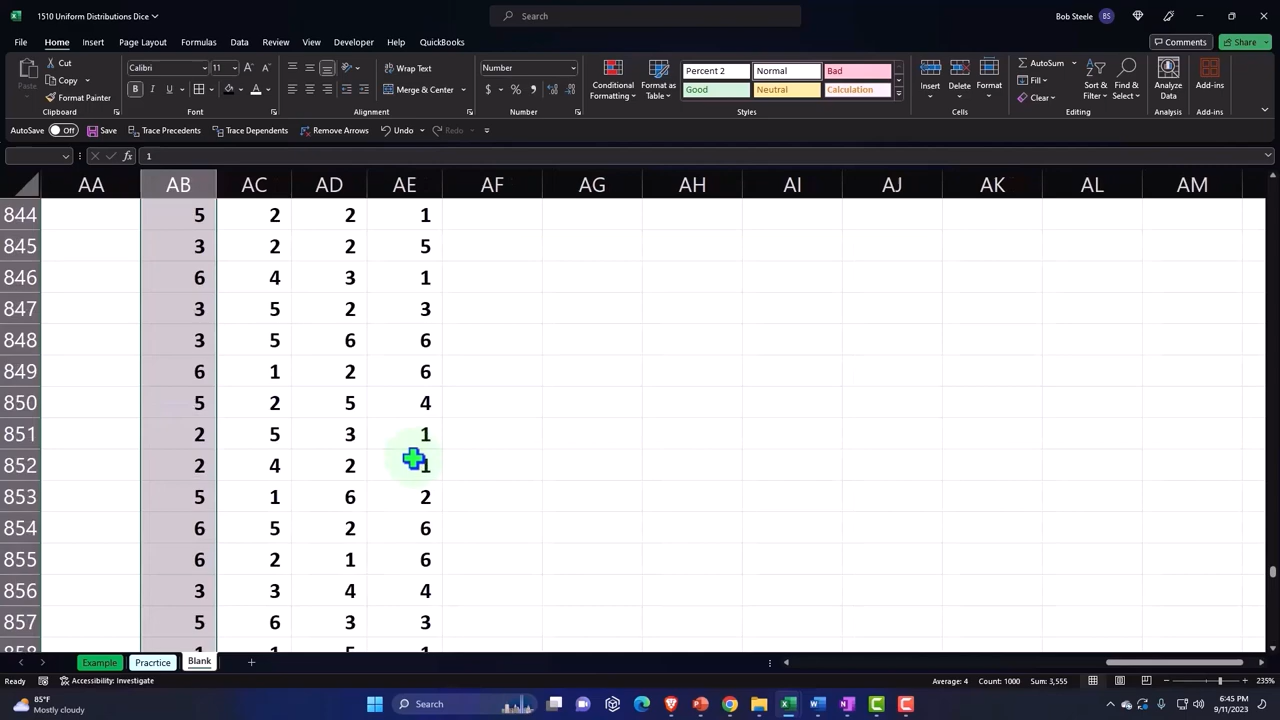 1510 Uniform Distributions Dice
Search
Bob Steele BS
File Home Insert Page Layout Formulas Data Review View Developer Help QuickBooks
Comments Share
Paste Cut Copy Format Painter
Calibri 11
B I U
Wrap Text
Merge & Center
Number
$ % ,
Conditional Formatting
Format as Table
Percent 2 Normal Bad
Good Neutral Calculation
Insert Delete Format
AutoSum Fill Clear
Sort & Filter
Find & Select
Analyze Data
Add-ins
Clipboard Font Alignment Number Styles Cells Editing Analysis Add-ins
AutoSave Off Save Trace Precedents Trace Dependents Remove Arrows Undo Redo
fx 1
AA AB AC AD AE AF AG AH AI AJ AK AL AM
844 5 2 2 1
845 3 2 2 5
846 6 4 3 1
847 3 5 2 3
848 3 5 6 6
849 6 1 2 6
850 5 2 5 4
851 2 5 3 1
852 2 4 2 1
853 5 1 6 2
854 6 5 2 6
855 6 2 1 6
856 3 3 4 4
857 5 6 3 3
Example Pracrtice Blank
Ready Accessibility: Investigate
Average: 4 Count: 1000 Sum: 3,555 235%
85°F
Mostly cloudy
Search
6:45 PM
9/11/2023